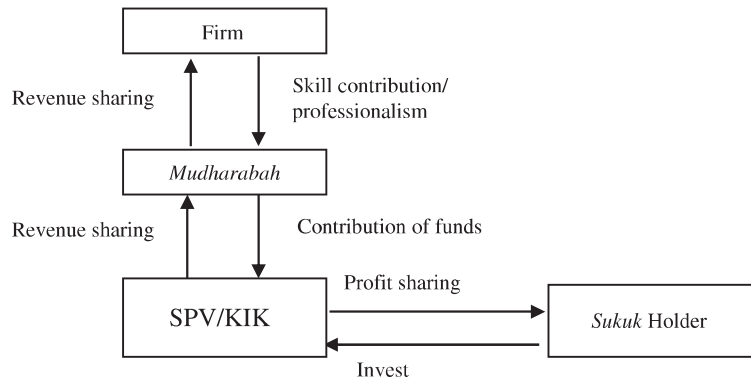 Firm
Revenue sharing
Skill contribution/
professionalism
Mudharabah
Revenue sharing
Contribution of funds
SPV/KIK
Profit sharing
Sukuk Holder
Invest